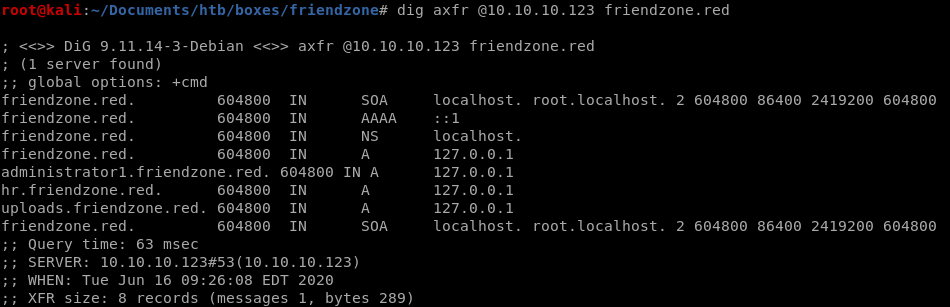 root@kali:~/Documents/htb/boxes/friendzone# dig axfr @10.10.10.123 friendzone.red

; <<>> DiG 9.11.14-3-Debian <<>> axfr @10.10.10.123 friendzone.red
; (1 server found)
;; global options: +cmd
friendzone.red.         604800  IN      SOA     localhost. root.localhost. 2 604800 86400 2419200 604800
friendzone.red.         604800  IN      AAAA    ::1
friendzone.red.         604800  IN      NS      localhost.
friendzone.red.         604800  IN      A       127.0.0.1
administrator1.friendzone.red. 604800 IN A      127.0.0.1
hr.friendzone.red.      604800  IN      A       127.0.0.1
uploads.friendzone.red. 604800  IN      A       127.0.0.1
friendzone.red.         604800  IN      SOA     localhost. root.localhost. 2 604800 86400 2419200 604800
;; Query time: 63 msec
;; SERVER: 10.10.10.123#53(10.10.10.123)
;; WHEN: Tue Jun 16 09:26:08 EDT 2020
;; XFR size: 8 records (messages 1, bytes 289)